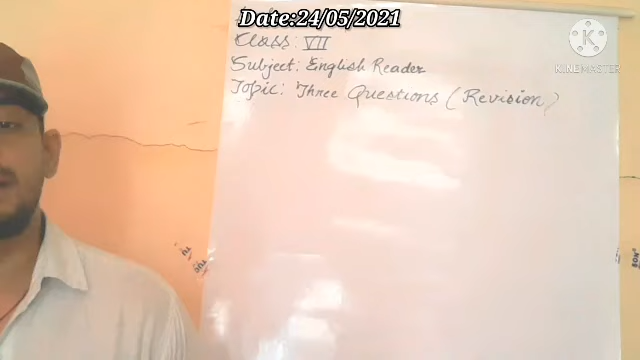 Date:24/05/2021
Class: VII
Subject: English Reader
Topic: Three Questions (Revision)
KINEMASTER